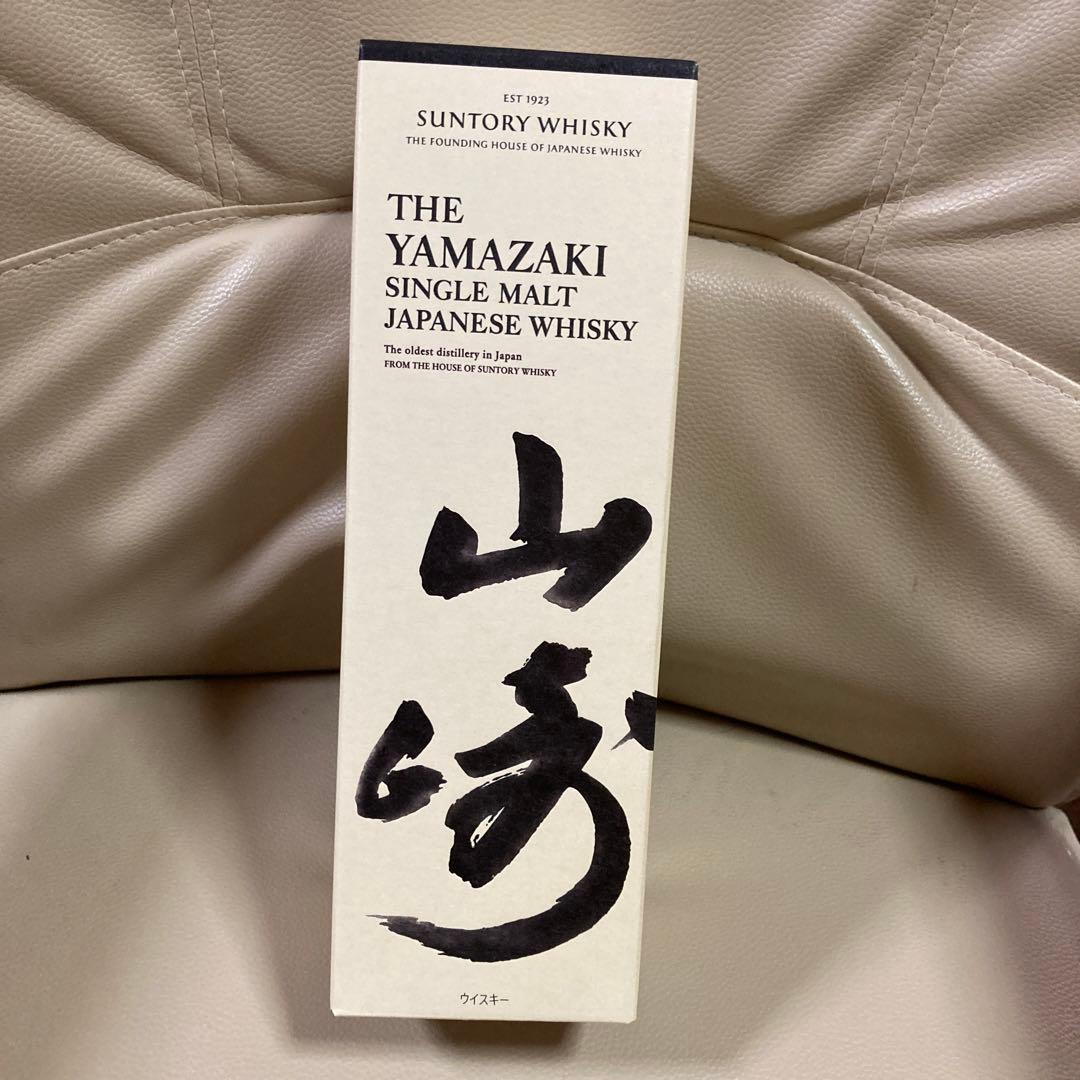 EST 1923
SUNTORY WHISKY
THE FOUNDING HOUSE OF JAPANESE WHISKY
THE
YAMAZAKI
SINGLE MALT
JAPANESE WHISKY
The oldest distillery in Japan
FROM THE HOUSE OF SUNTORY WHISKY
山
崎
ウイスキー